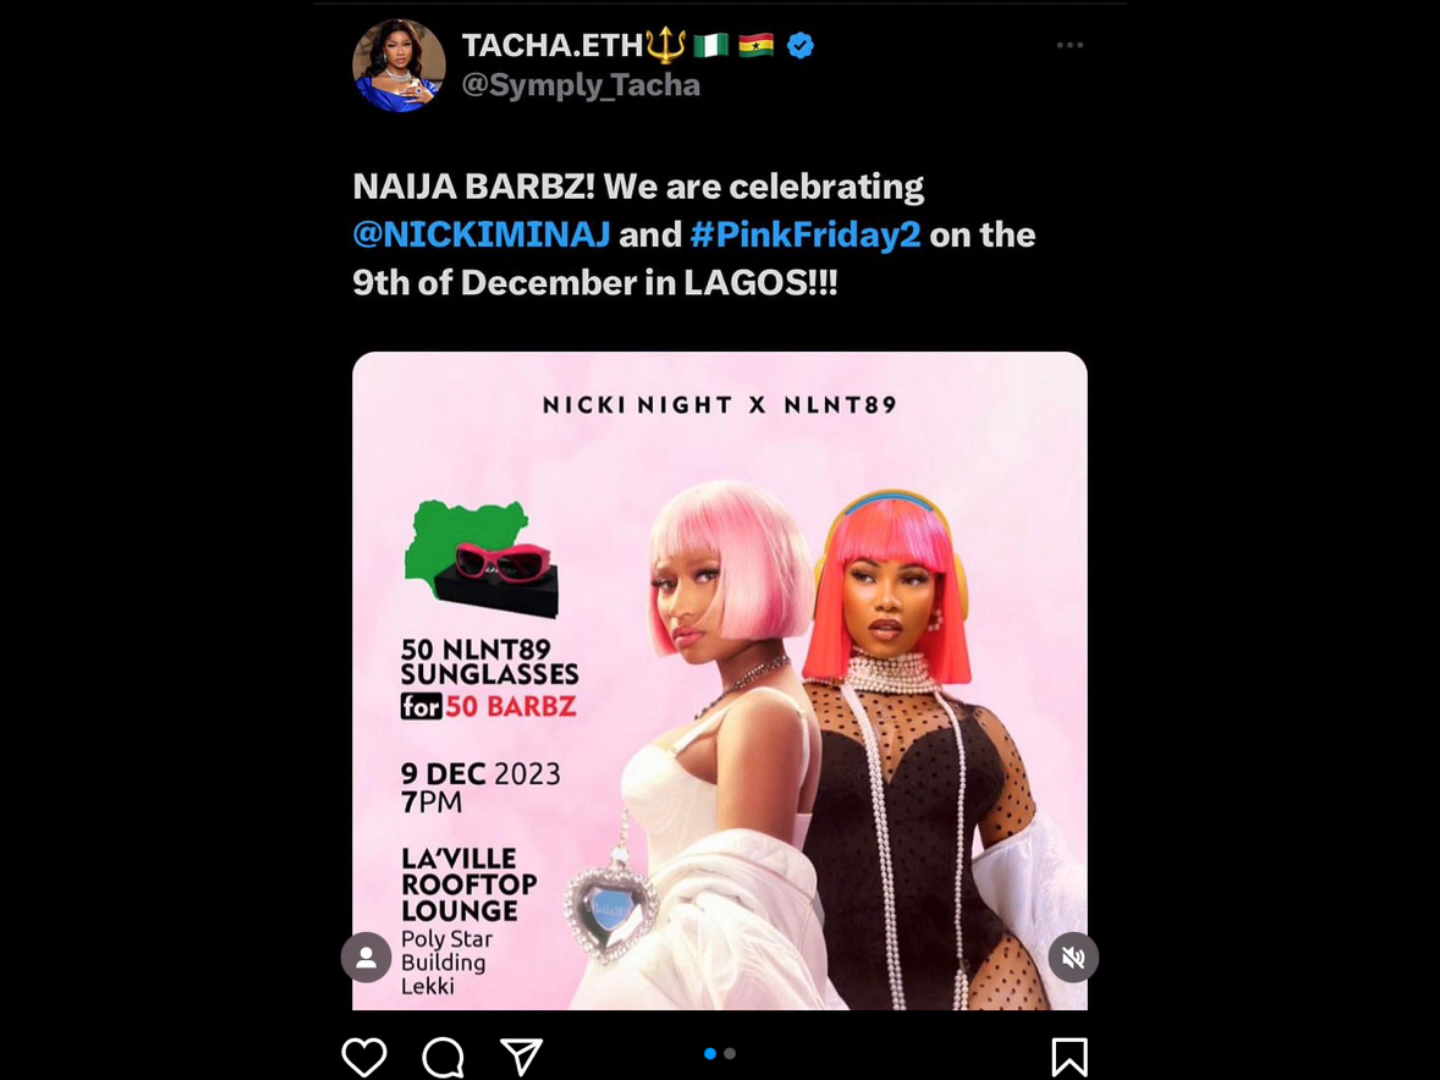 TACHA.ETH🔱🇳🇬🇬🇭
@Symply_Tacha
NAIJA BARBZ! We are celebrating
@NICKIMINAJ and #PinkFriday2 on the
9th of December in LAGOS!!!
NICKI NIGHT X NLNT89
50 NLNT89
SUNGLASSES
for 50 BARBZ
9 DEC 2023
7PM
LA'VILLE
ROOFTOP
LOUNGE
Poly Star
Building
Lekki